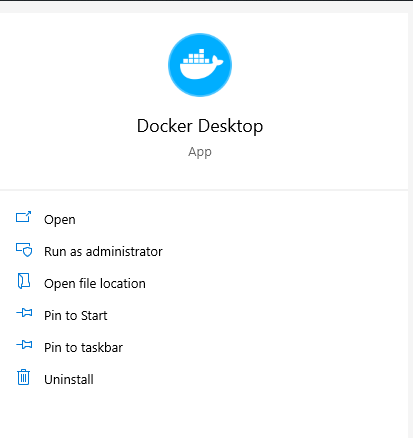 Docker Desktop
App
Open
Run as administrator
Open file location
Pin to Start
Pin to taskbar
Uninstall